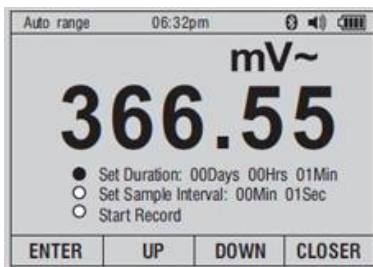 Auto range 06:32pm
mV~
366.55
Set Duration: 00Days 00Hrs 01Min
Set Sample Interval: 00Min 01Sec
Start Record
ENTER UP DOWN CLOSER